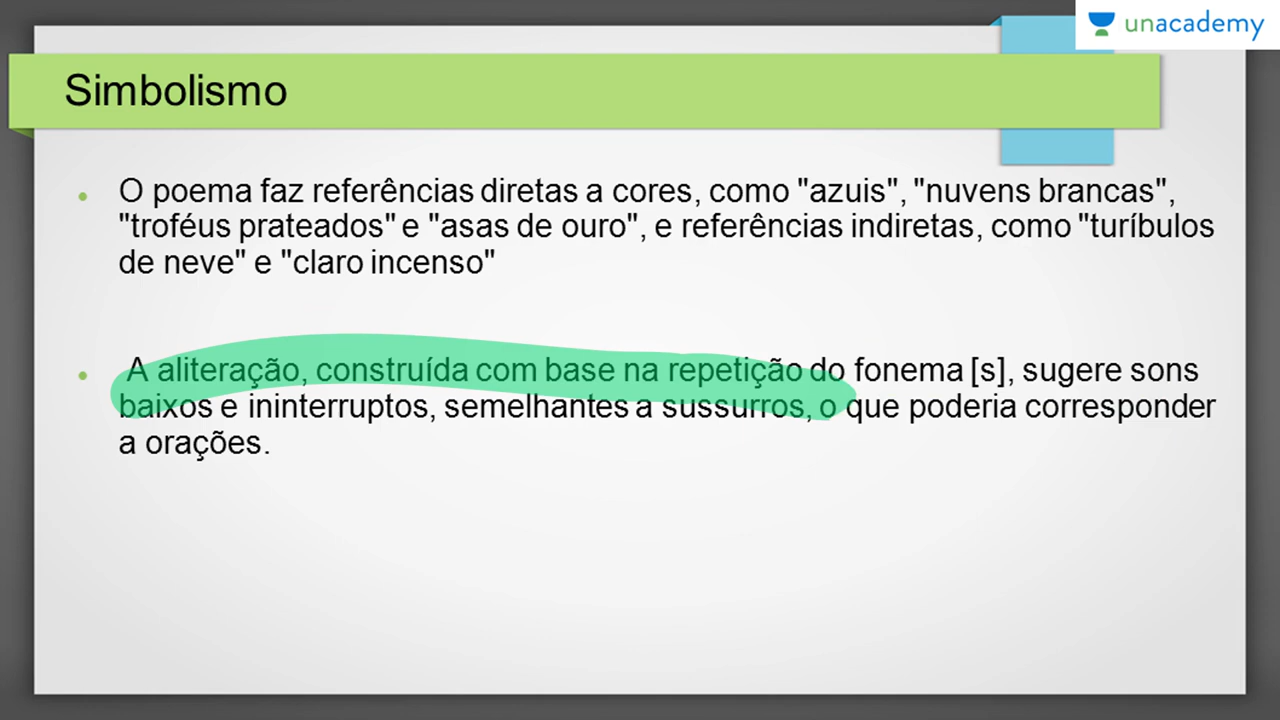 unacademy
Simbolismo
O poema faz referências diretas a cores, como "azuis", "nuvens brancas",
"troféus prateados" e "asas de ouro", e referências indiretas, como "turíbulos
de neve" e "claro incenso"
A aliteração, construída com base na repetição do fonema [s], sugere sons
baixos e ininterruptos, semelhantes a sussurros, o que poderia corresponder
a orações.